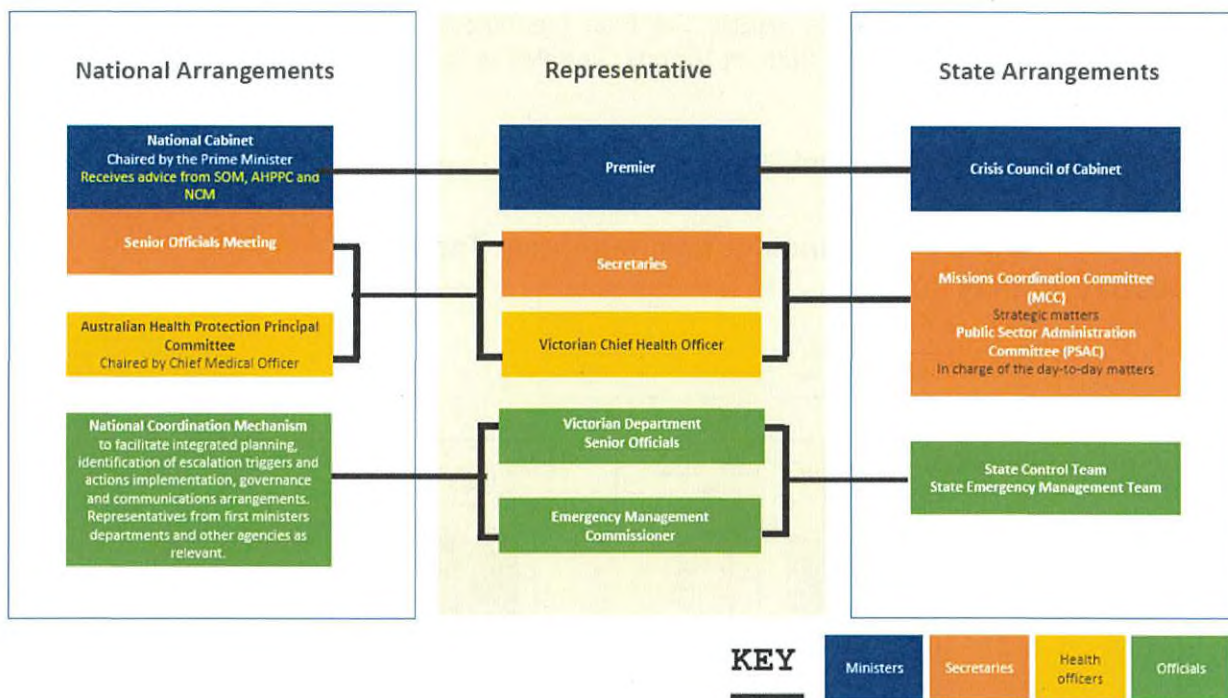 National Arrangements
National Cabinet
Chaired by the Prime Minister
Receives advice from SOM, AHPPC and
NCM
Senior Officials Meeting
Australian Health Protection Principal
Committee
Chaired by Chief Medical Officer
National Coordination Mechanism
to facilitate integrated planning,
identification of escalation triggers and
actions implementation, governance
and communications arrangements.
Representatives from first ministers
departments and other agencies as
relevant.
Representative
Premier
Secretaries
Victorian Chief Health Officer
Victorian Department
Senior Officials
Emergency Management
Commissioner
State Arrangements
Crisis Council of Cabinet
Missions Coordination Committee
(MCC)
Strategic matters
Public Sector Administration
Committee (PSAC)
In charge of the day-to-day matters
State Control Team
State Emergency Management Team
KEY
Ministers
Secretaries
Health
officers
Officials